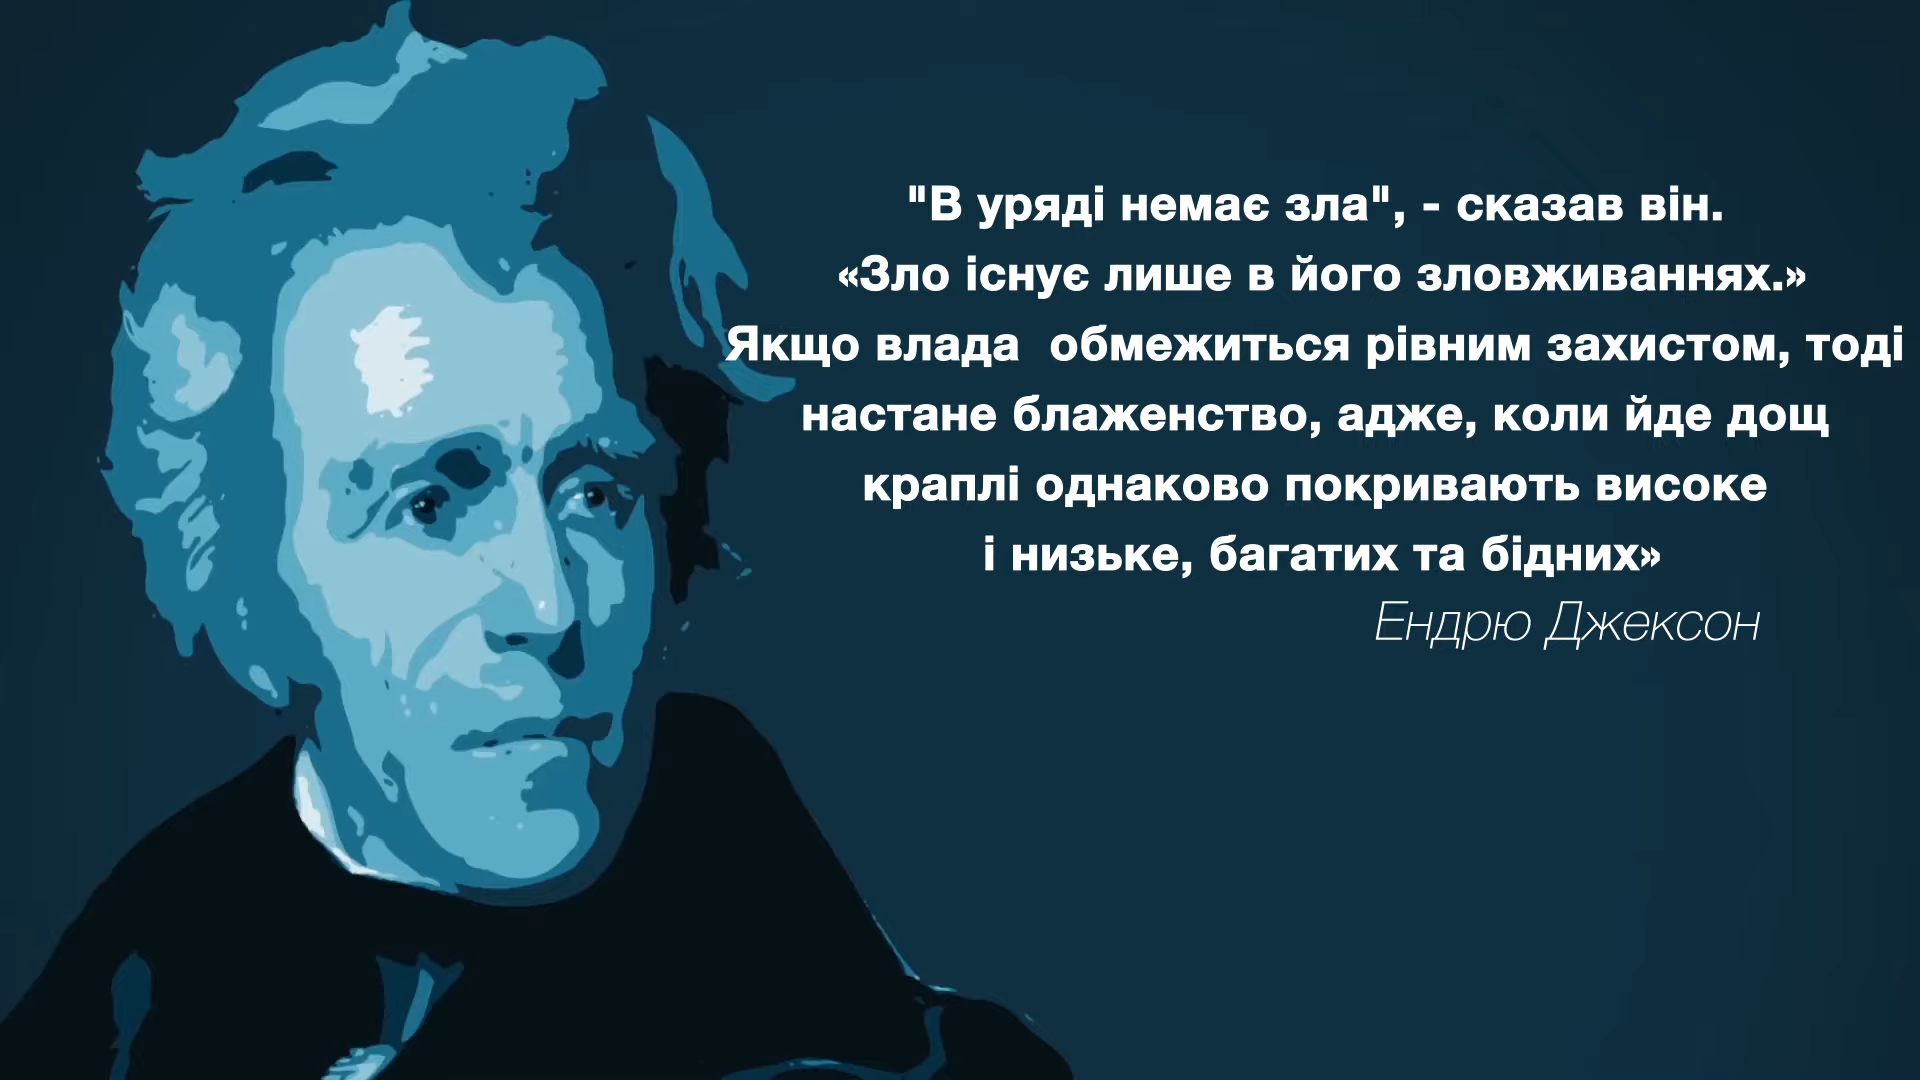 "В уряді немає зла", - сказав він.
«Зло існує лише в його зловживаннях.»
Якщо влада  обмежиться рівним захистом, тоді
настане блаженство, адже, коли йде дощ
краплі однаково покривають високе
і низьке, багатих та бідних»
Ендрю Джексон